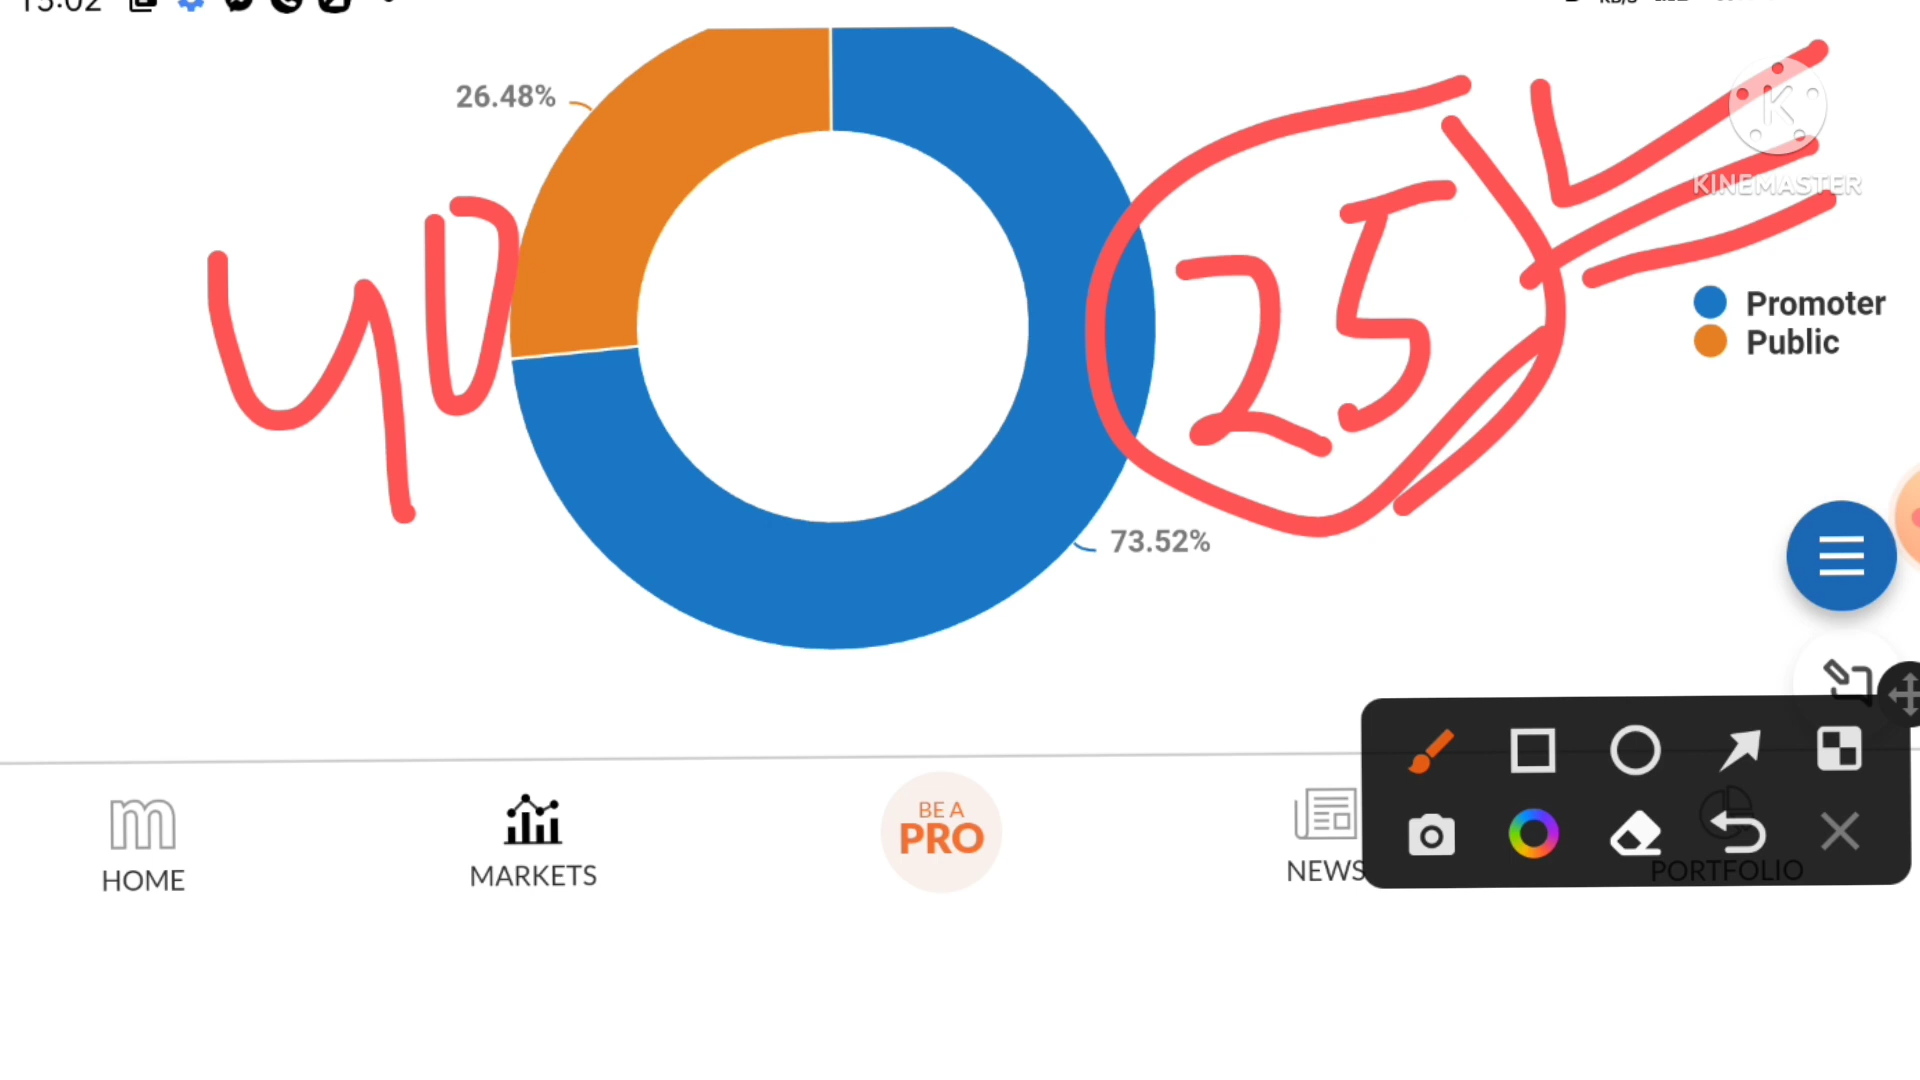 26.48%
40
25
KINEMASTER
Promoter
Public
73.52%
m
HOME
MARKETS
BE A
PRO
NEWS
PORTFOLIO